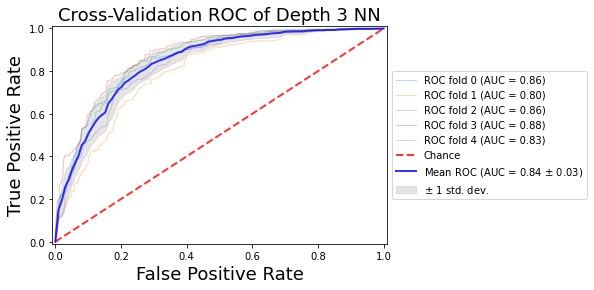 Cross-Validation ROC of Depth 3 NN
True Positive Rate
1.0
0.8
0.6
0.4
0.2
0.0
0.0 0.2 0.4 0.6 0.8 1.0
False Positive Rate
ROC fold 0 (AUC = 0.86)
ROC fold 1 (AUC = 0.80)
ROC fold 2 (AUC = 0.86)
ROC fold 3 (AUC = 0.88)
ROC fold 4 (AUC = 0.83)
Chance
Mean ROC (AUC = 0.84 ± 0.03)
± 1 std. dev.